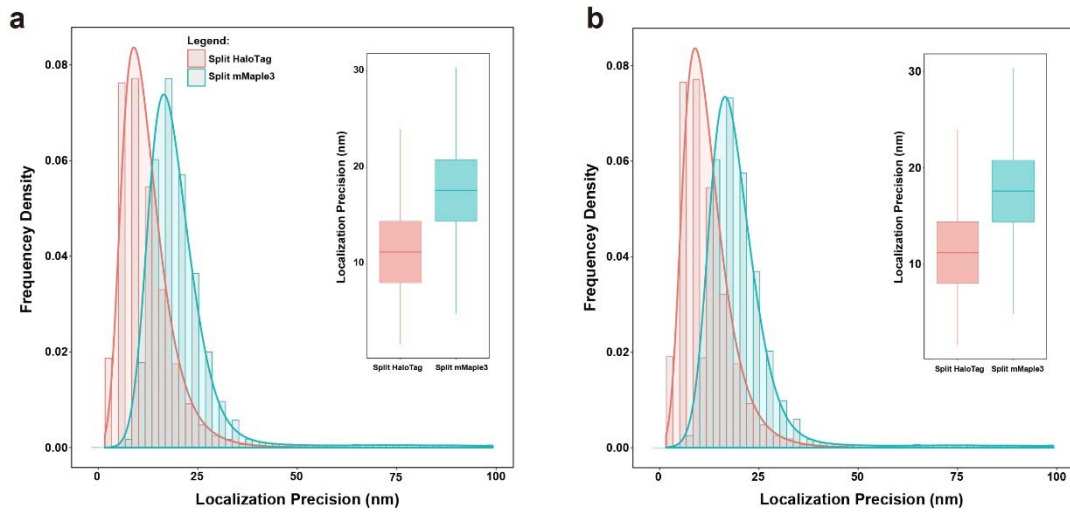 a
Legend:
Split HaloTag
Split mMaple3
0.08
0.06
0.04
0.02
0.00
Frequencey Density
0
25
50
75
100
Localization Precision (nm)
30
20
10
Localization Precision (nm)
Split HaloTag
Split mMaple3
b
0.08
0.06
0.04
0.02
0.00
Frequencey Density
0
25
50
75
100
Localization Precision (nm)
30
20
10
Localization Precision (nm)
Split HaloTag
Split mMaple3